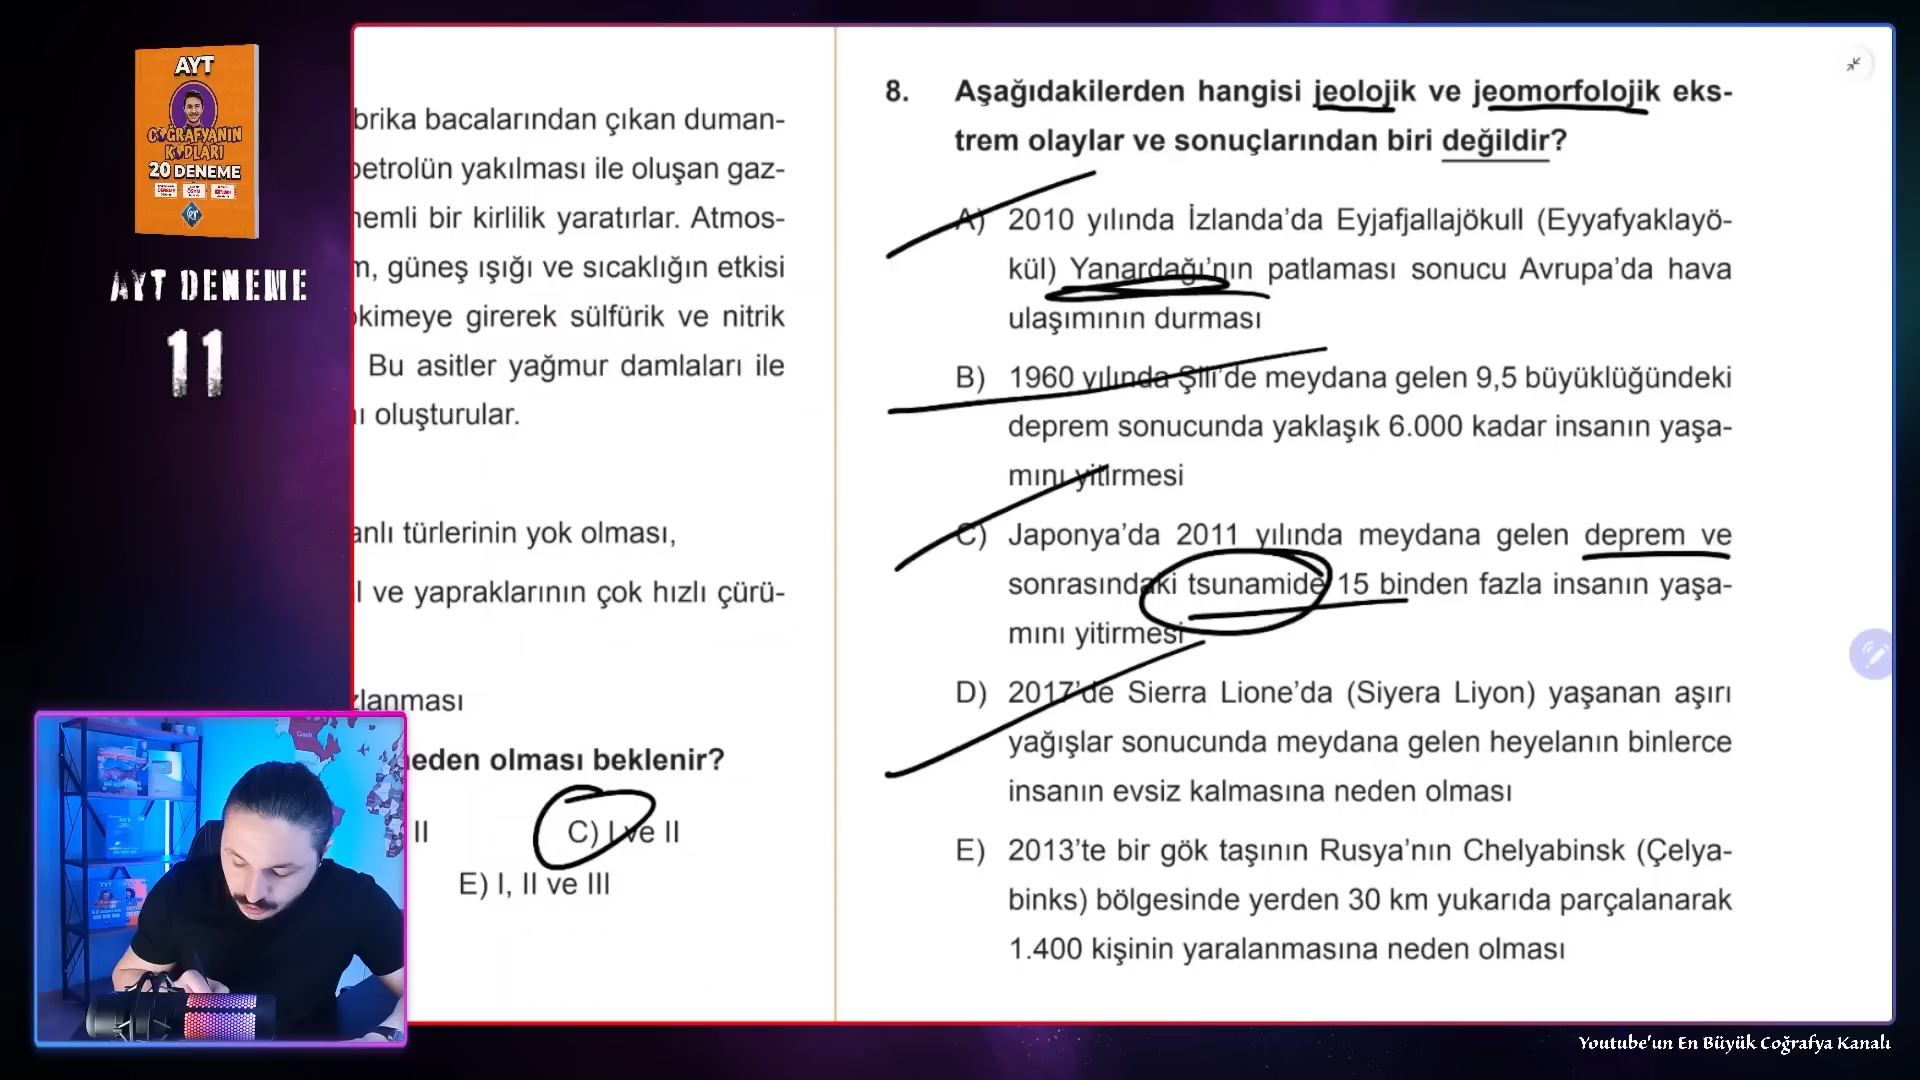 AYT
COĞRAFYANIN
KODLARI
20 DENEME
AYT DENEME
11
brika bacalarından çıkan duman-
petrolün yakılması ile oluşan gaz-
nemli bir kirlilik yaratırlar. Atmos-
m, güneş ışığı ve sıcaklığın etkisi
kimeye girerek sülfürik ve nitrik
Bu asitler yağmur damlaları ile
oluşturular.
anlı türlerinin yok olması,
l ve yapraklarının çok hızlı çürü-
zlanması
neden olması beklenir?
II
C) I ve II
E) I, II ve III
8. Aşağıdakilerden hangisi jeolojik ve jeomorfolojik eks-
trem olaylar ve sonuçlarından biri değildir?
A) 2010 yılında İzlanda'da Eyjafjallajökull (Eyyafyaklayö-
kül) Yanardağı'nın patlaması sonucu Avrupa'da hava
ulaşımının durması
B) 1960 yılında Şili'de meydana gelen 9,5 büyüklüğündeki
deprem sonucunda yaklaşık 6.000 kadar insanın yaşa-
mını yitirmesi
C) Japonya'da 2011 yılında meydana gelen deprem ve
sonrasındaki tsunamide 15 binden fazla insanın yaşa-
mını yitirmesi
D) 2017'de Sierra Lione'da (Siyera Liyon) yaşanan aşırı
yağışlar sonucunda meydana gelen heyelanın binlerce
insanın evsiz kalmasına neden olması
E) 2013'te bir gök taşının Rusya'nın Chelyabinsk (Çelya-
binks) bölgesinde yerden 30 km yukarıda parçalanarak
1.400 kişinin yaralanmasına neden olması
Canada
Youtube'un En Büyük Coğrafya Kanalı